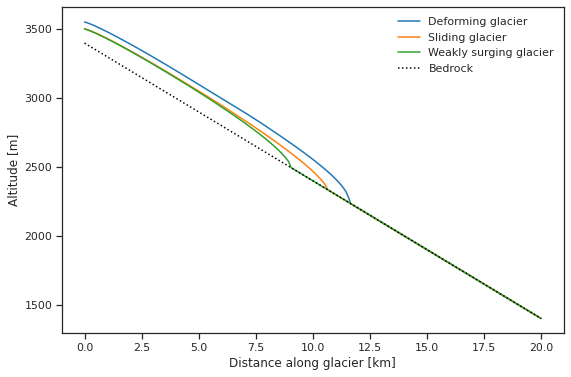 Deforming glacier
Sliding glacier
Weakly surging glacier
Bedrock
Altitude [m]
3500
3000
2500
2000
1500
0.0 2.5 5.0 7.5 10.0 12.5 15.0 17.5 20.0
Distance along glacier [km]